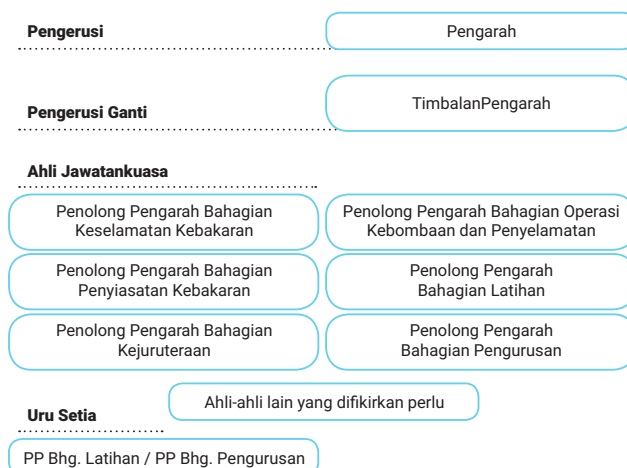 Pengerusi
Pengarah
Pengerusi Ganti
TimbalanPengarah
Ahli Jawatankuasa
Penolong Pengarah Bahagian
Keselamatan Kebakaran
Penolong Pengarah Bahagian Operasi
Kebombaan dan Penyelamatan
Penolong Pengarah Bahagian
Penyiasatan Kebakaran
Penolong Pengarah
Bahagian Latihan
Penolong Pengarah Bahagian
Kejuruteraan
Penolong Pengarah
Bahagian Pengurusan
Ahli-ahli lain yang difikirkan perlu
Uru Setia
PP Bhg. Latihan / PP Bhg. Pengurusan